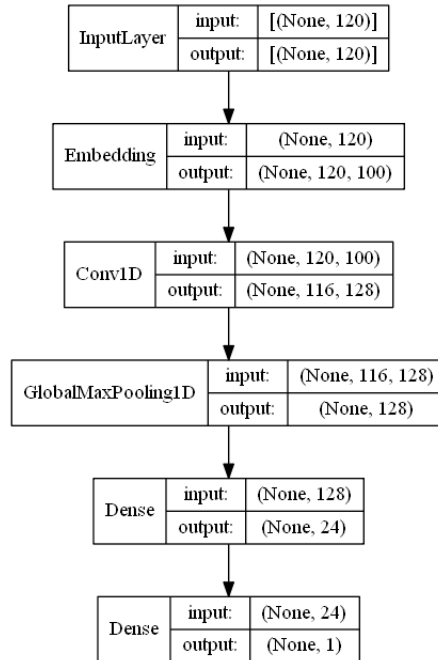 InputLayer
input: [(None, 120)]
output: [(None, 120)]
Embedding
input: (None, 120)
output: (None, 120, 100)
Conv1D
input: (None, 120, 100)
output: (None, 116, 128)
GlobalMaxPooling1D
input: (None, 116, 128)
output: (None, 128)
Dense
input: (None, 128)
output: (None, 24)
Dense
input: (None, 24)
output: (None, 1)